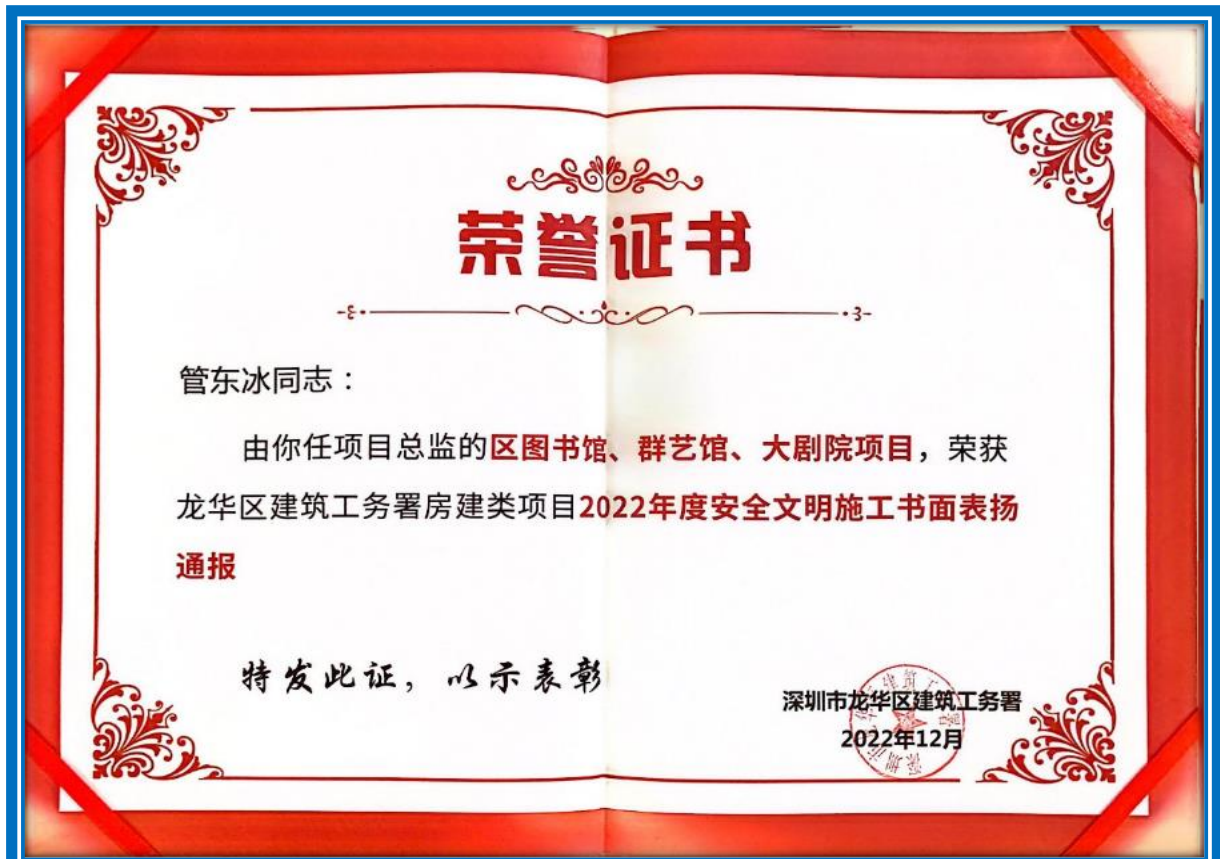 荣誉证书
管东冰同志：
由你任项目总监的区图书馆、群艺馆、大剧院项目，荣获
龙华区建筑工务署房建类项目2022年度安全文明施工书面表扬
通报
特发此证，以示表彰
深圳市龙华区建筑工务署
2022年12月